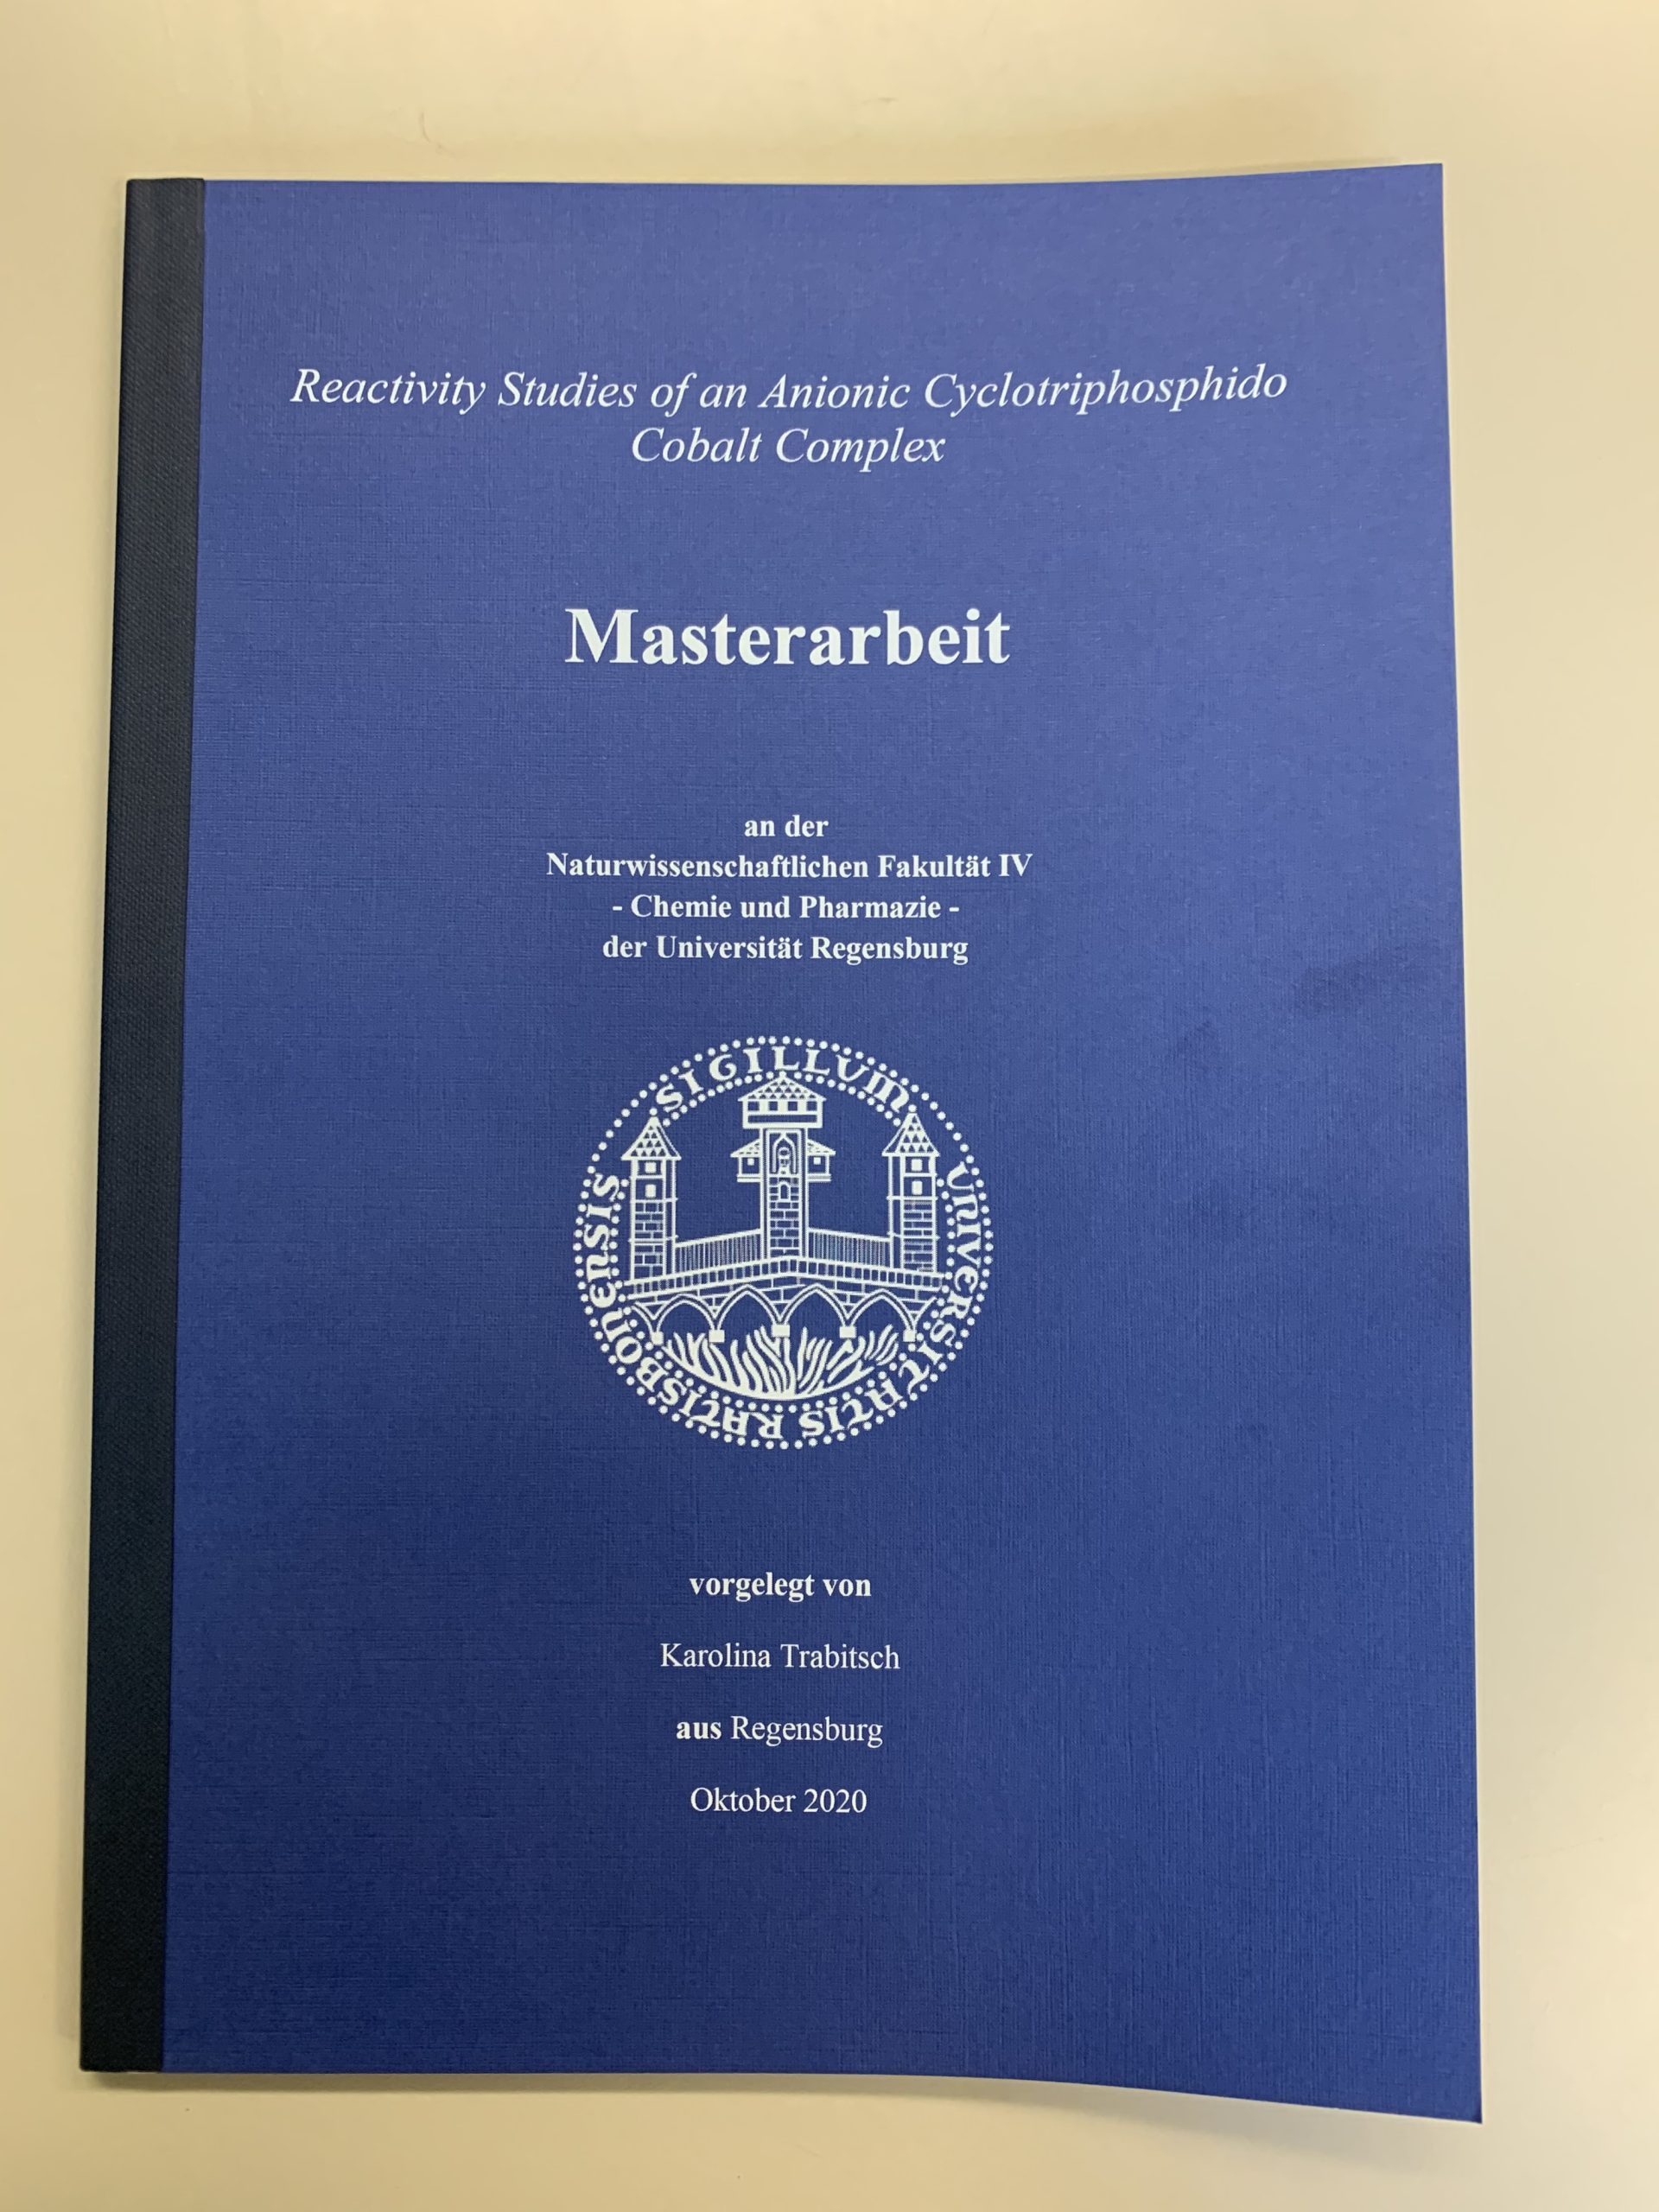 Reactivity Studies of an Anionic Cyclotriphosphido
Cobalt Complex
Masterarbeit
an der
Naturwissenschaftlichen Fakultät IV
- Chemie und Pharmazie -
der Universität Regensburg
SIGILLUM UNIVERSITATIS RATISBONENSIS
vorgelegt von
Karolina Trabitsch
aus Regensburg
Oktober 2020